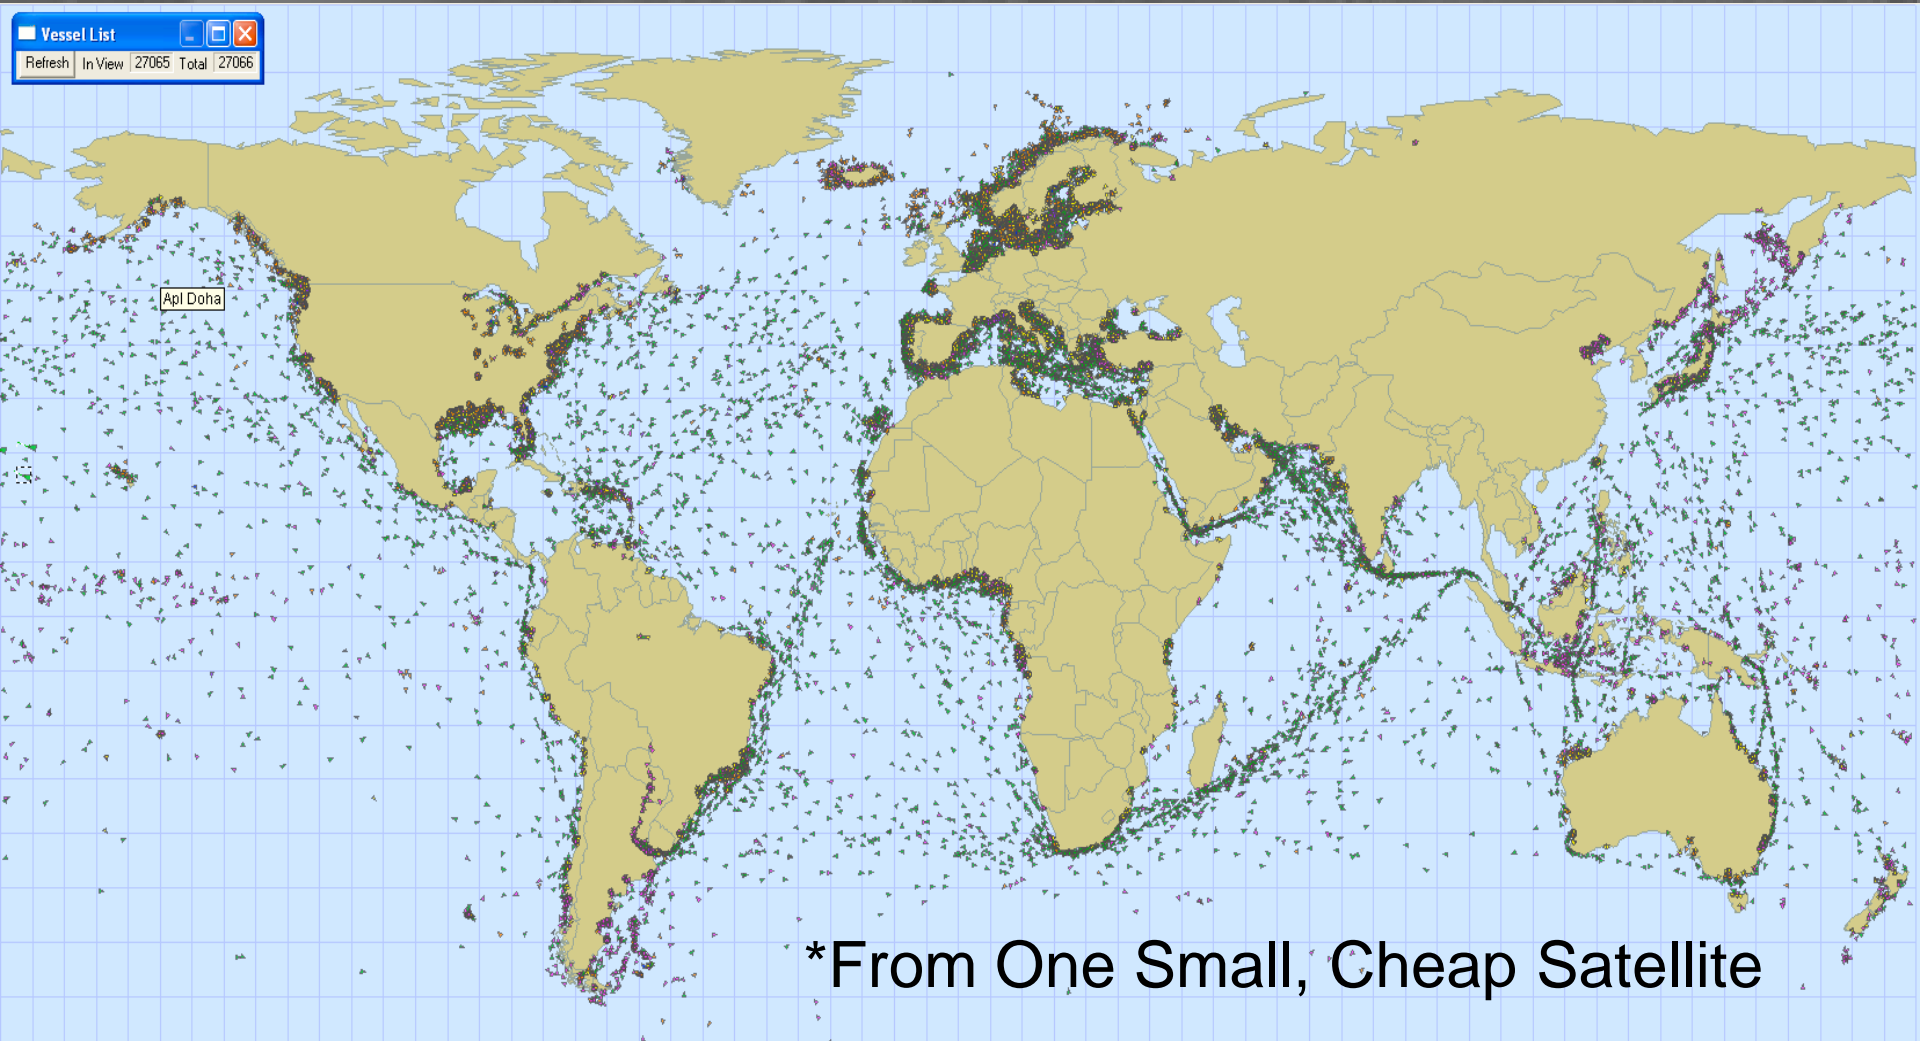 Vessel List
Refresh In View 27065 Total 27066
Apl Doha
*From One Small, Cheap Satellite